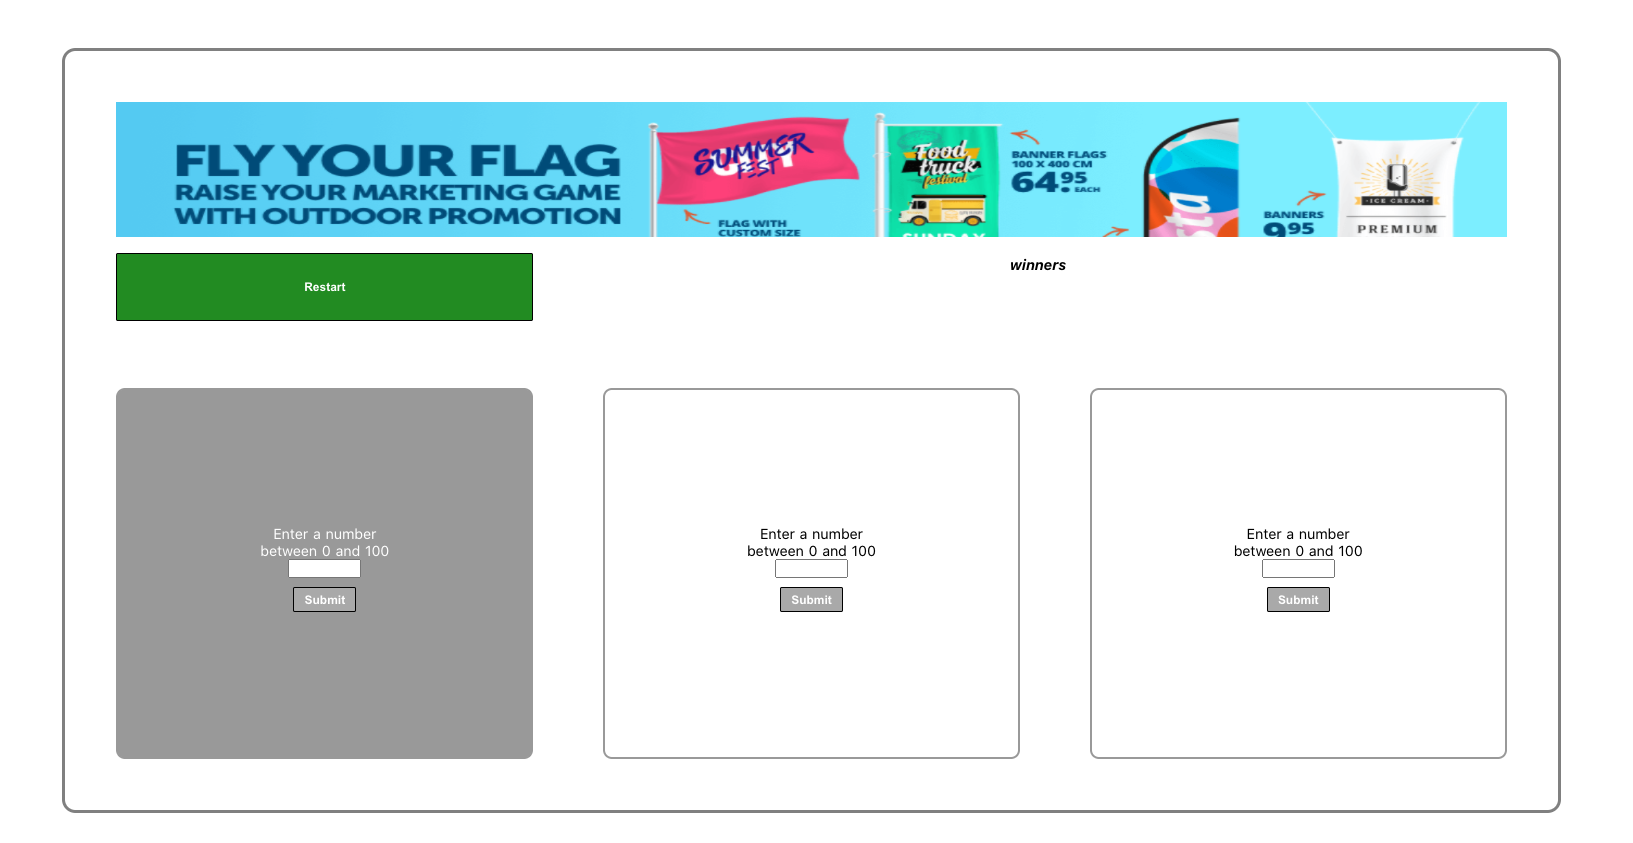 FLY YOUR FLAG
RAISE YOUR MARKETING GAME
WITH OUTDOOR PROMOTION
SUMMER
FEST
FLAG WITH
CUSTOM SIZE
Food
truck
festival
SUNDAY
BANNER FLAGS
100 X 400 CM
64.95 EACH
BANNERS
9.95
ICE CREAM
PREMIUM
Restart
winners
Enter a number
between 0 and 100
Submit
Enter a number
between 0 and 100
Submit
Enter a number
between 0 and 100
Submit